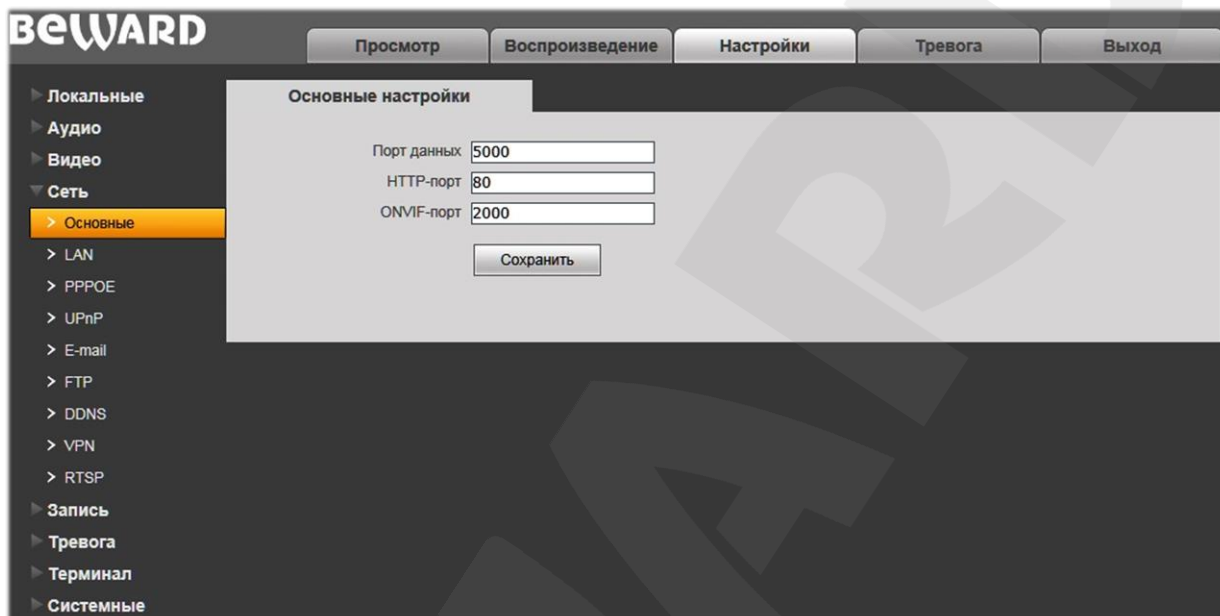 BEWARD
Просмотр Воспроизведение Настройки Тревога Выход
Локальные
Аудио
Видео
Сеть
> Основные
> LAN
> PPPOE
> UPnP
> E-mail
> FTP
> DDNS
> VPN
> RTSP
Запись
Тревога
Терминал
Системные
Основные настройки
Порт данных 5000
HTTP-порт 80
ONVIF-порт 2000
Сохранить